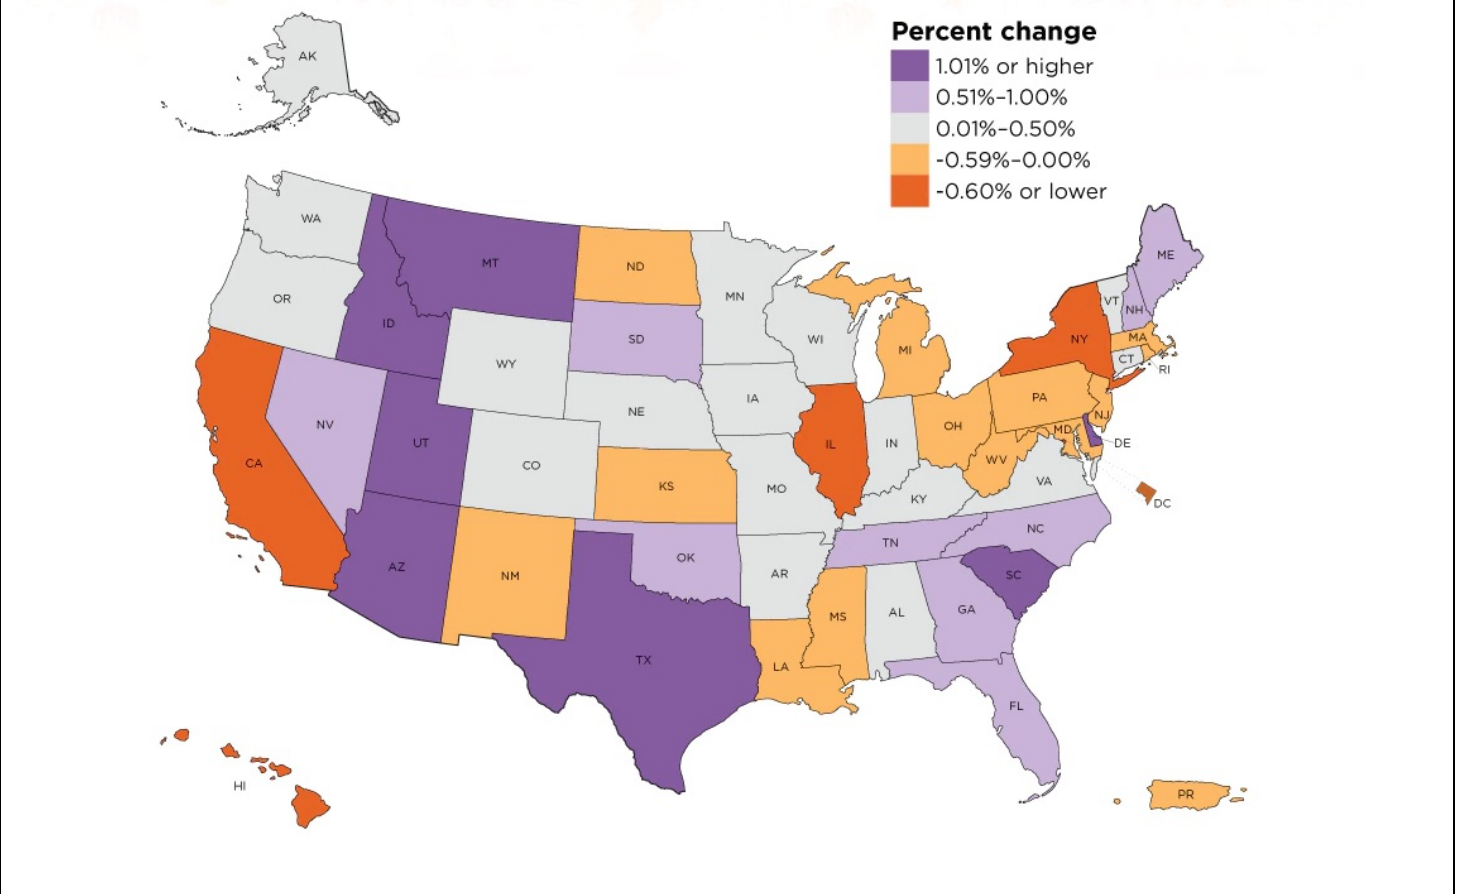 Percent change
1.01% or higher
0.51%–1.00%
0.01%–0.50%
-0.59%–0.00%
-0.60% or lower
AK
WA
MT
ND
MN
ME
OR
ID
SD
WI
VT
NH
NY
MA
MI
CT
RI
WY
IA
NE
PA
NJ
NV
UT
IL
IN
OH
MD
DE
CA
CO
WV
KS
MO
VA
KY
DC
NC
TN
OK
AZ
NM
AR
SC
MS
AL
GA
TX
LA
FL
HI
PR